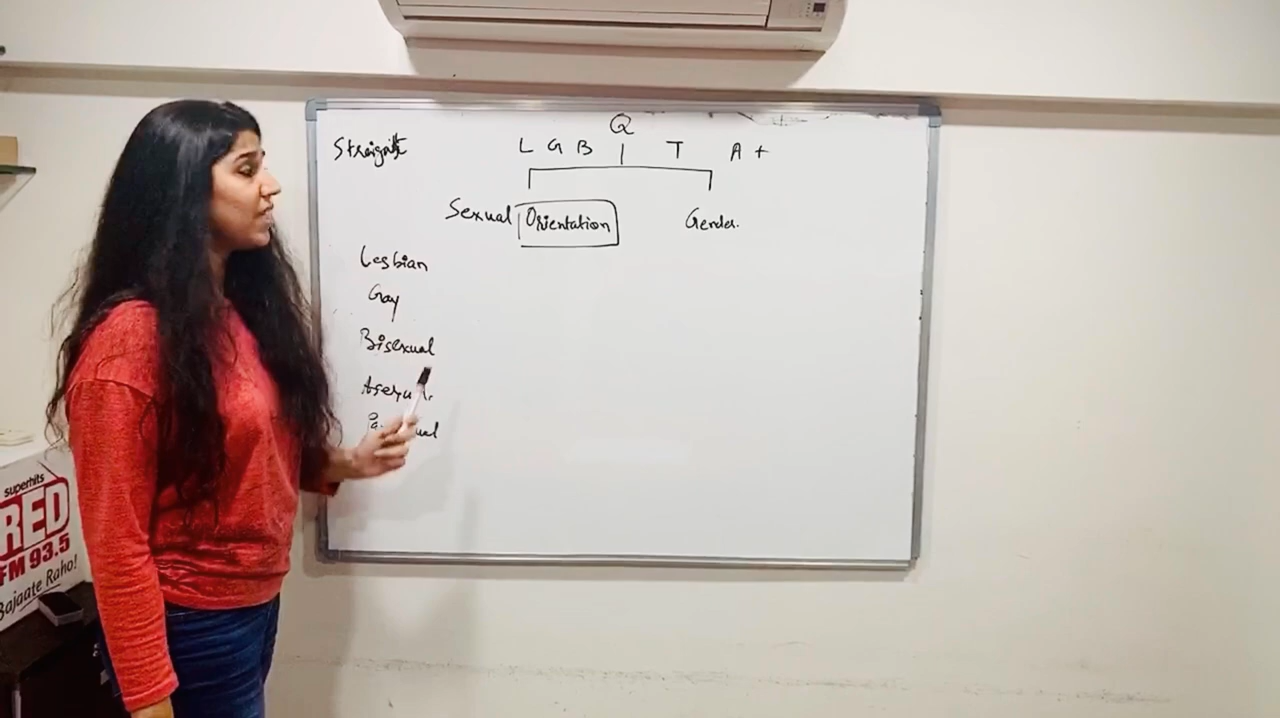 Q
Straight L G B T A +
Sexual Orientation Gender.
Lesbian
Gay
Bisexual
superhits
RED
FM 93.5
Bajaate Raho!